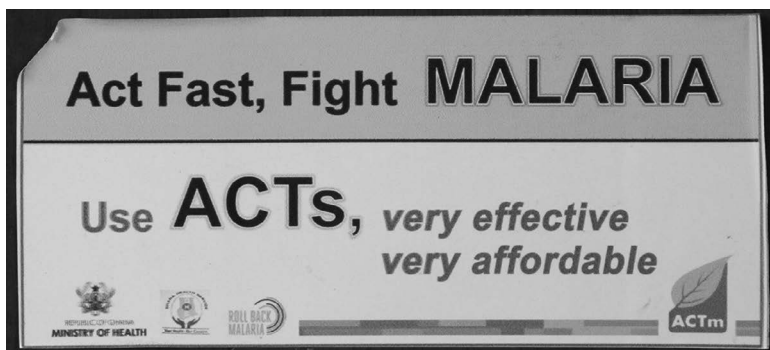 Act Fast, Fight MALARIA
Use ACTs, very effective
very affordable
REPUBLIC OF GHANA
MINISTRY OF HEALTH
ROLL BACK
MALARIA
ACTm